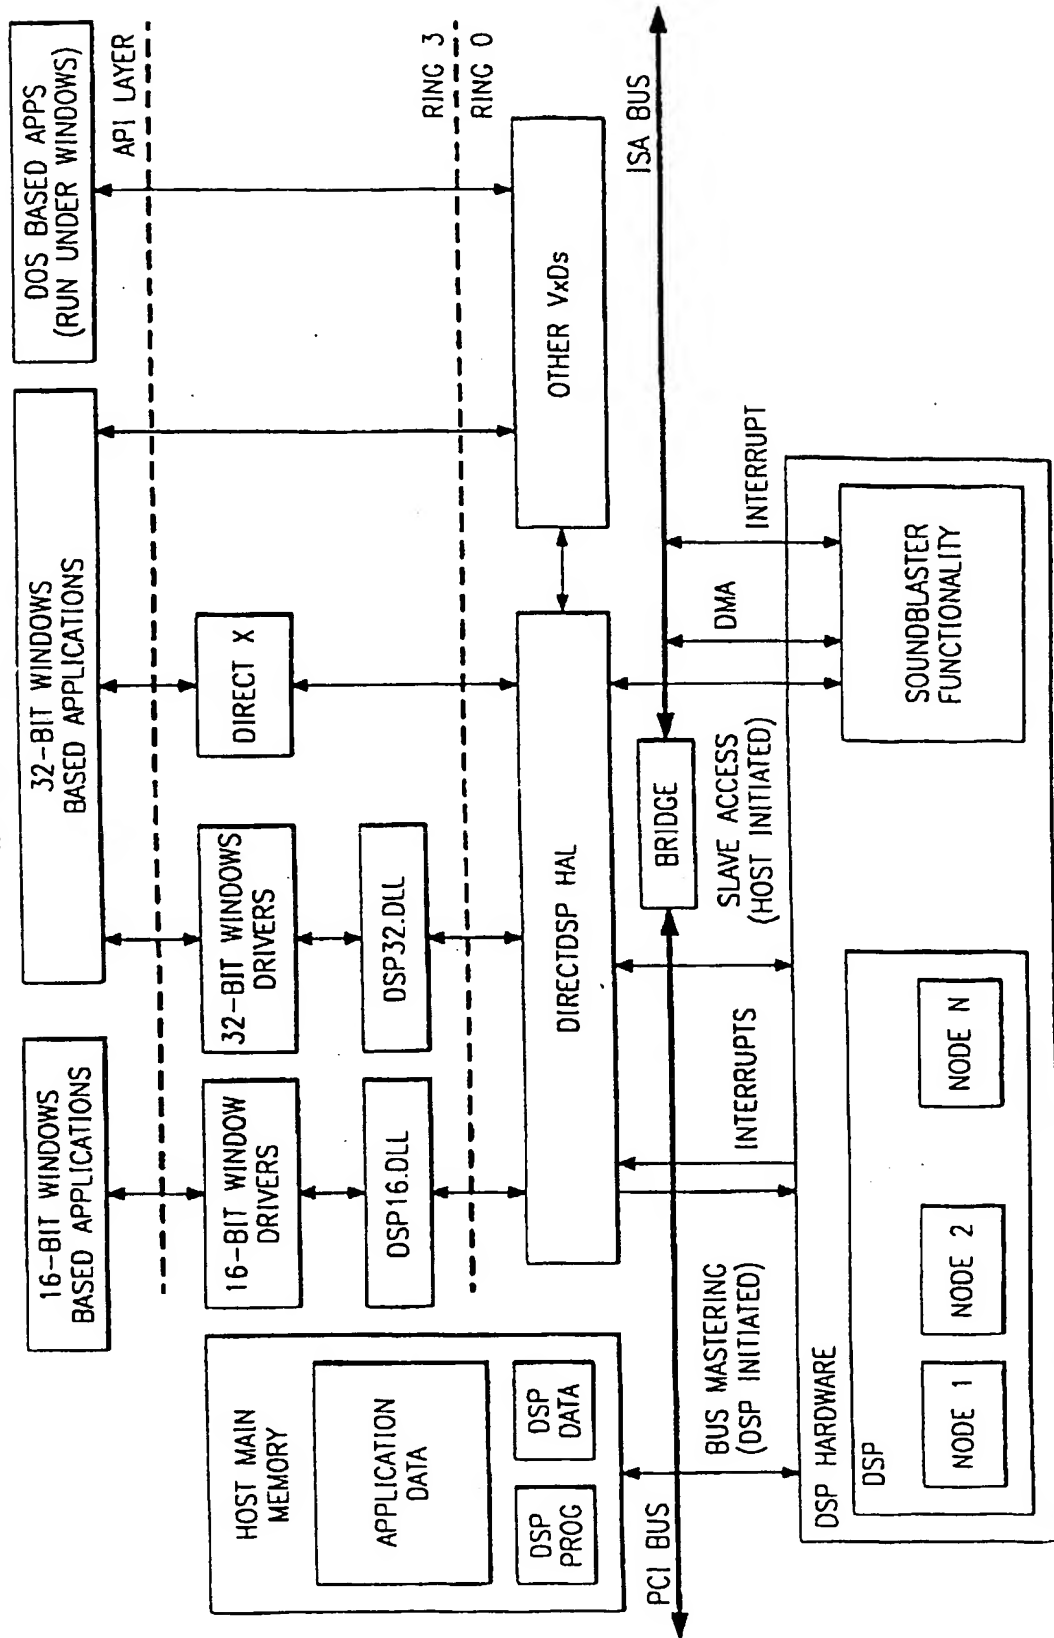 16-BIT WINDOWS
BASED APPLICATIONS
32-BIT WINDOWS
BASED APPLICATIONS
DOS BASED APPS
(RUN UNDER WINDOWS)
API LAYER
HOST MAIN
MEMORY
APPLICATION
DATA
DSP
PROG
DSP
DATA
16-BIT WINDOW
DRIVERS
32-BIT WINDOWS
DRIVERS
DIRECT X
DSP16.DLL
DSP32.DLL
RING 3
RING 0
DIRECTDSP HAL
OTHER VxDs
PCI BUS
BRIDGE
ISA BUS
BUS MASTERING
(DSP INITIATED)
INTERRUPTS
SLAVE ACCESS
(HOST INITIATED)
DMA
INTERRUPT
DSP HARDWARE
DSP
NODE 1
NODE 2
NODE N
SOUNDBLASTER
FUNCTIONALITY